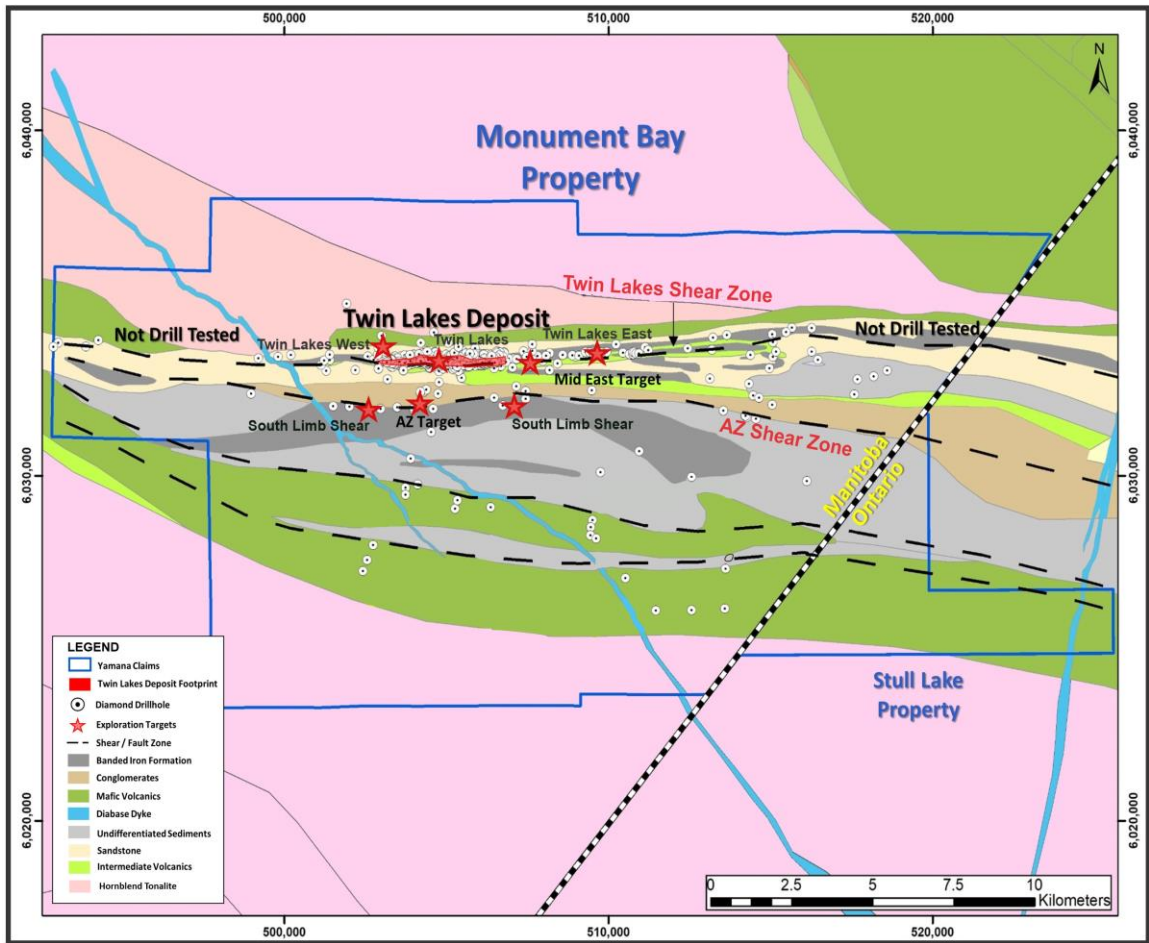 500,000
510,000
520,000
N
6,040,000
6,040,000
Monument Bay
Property
Twin Lakes Shear Zone
Twin Lakes Deposit
Not Drill Tested
Not Drill Tested
Twin Lakes West
Twin Lakes
Twin Lakes East
Mid East Target
South Limb Shear
AZ Target
South Limb Shear
AZ Shear Zone
6,030,000
6,030,000
Manitoba
Ontario
Stull Lake
Property
LEGEND
Yamana Claims
Twin Lakes Deposit Footprint
Diamond Drillhole
Exploration Targets
Shear / Fault Zone
Banded Iron Formation
Conglomerates
Mafic Volcanics
Diabase Dyke
Undifferentiated Sediments
Sandstone
Intermediate Volcanics
Hornblend Tonalite
6,020,000
6,020,000
0 2.5 5 7.5 10
Kilometers
500,000
510,000
520,000